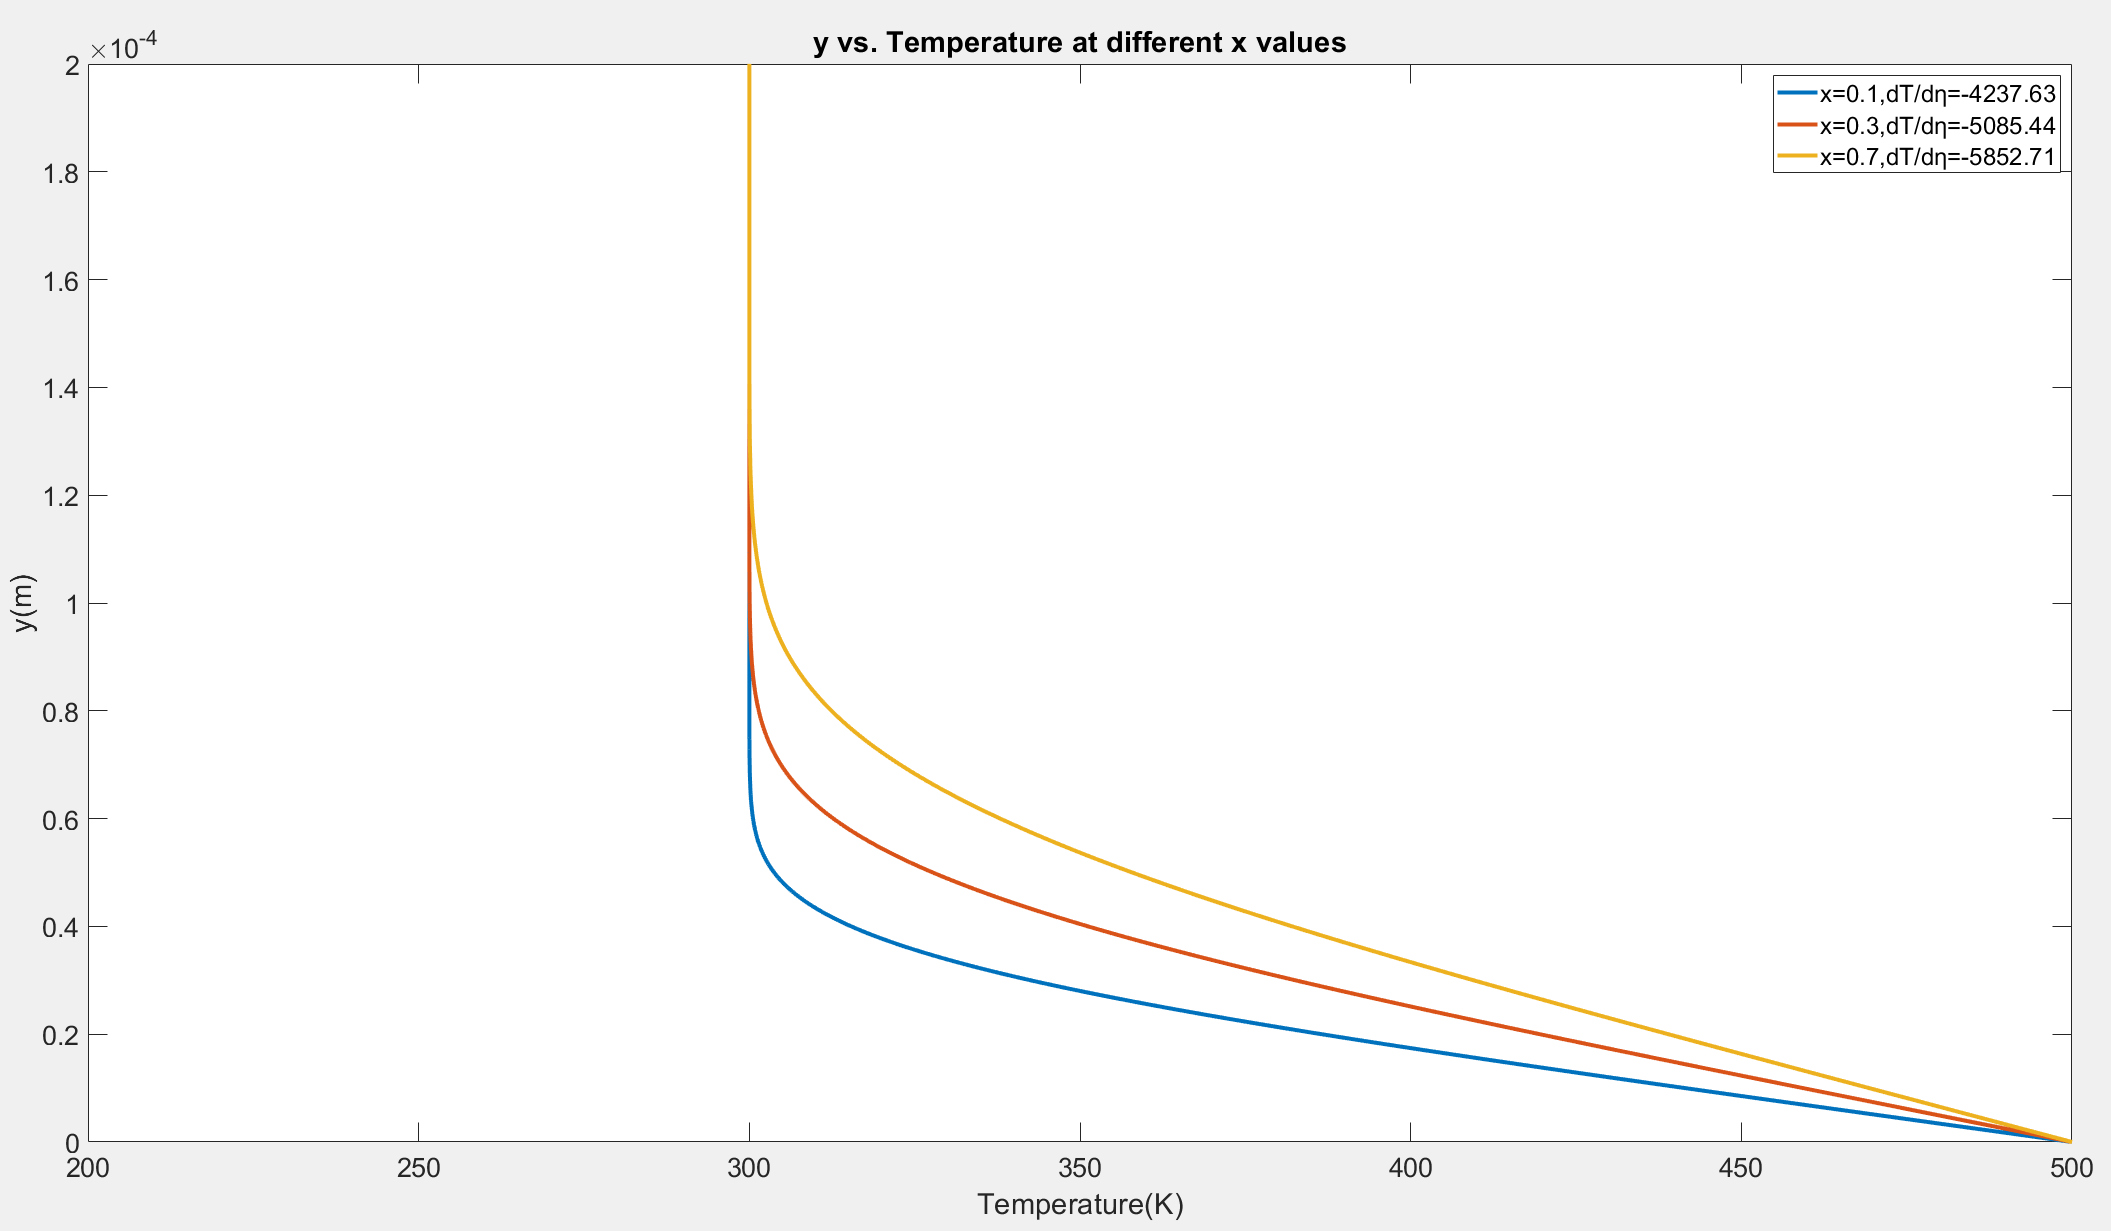 y vs. Temperature at different x values
×10-4
2
1.8
1.6
1.4
1.2
1
0.8
0.6
0.4
0.2
0
y(m)
x=0.1,dT/dη=-4237.63
x=0.3,dT/dη=-5085.44
x=0.7,dT/dη=-5852.71
200 250 300 350 400 450 500
Temperature(K)